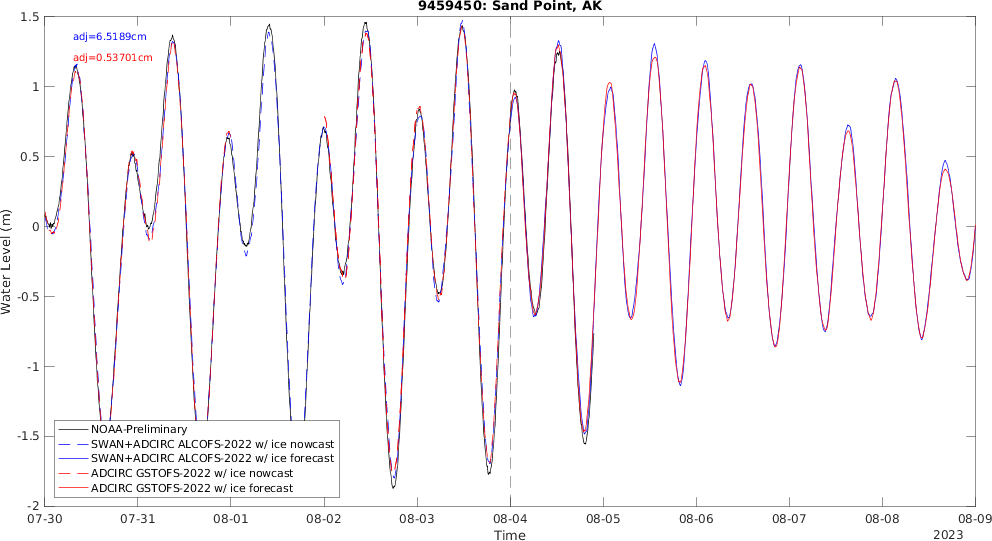 9459450: Sand Point, AK
adj=6.5189cm
adj=0.53701cm
Water Level (m)
1.5
1
0.5
0
-0.5
-1
-1.5
-2
NOAA-Preliminary
SWAN+ADCIRC ALCOFS-2022 w/ ice nowcast
SWAN+ADCIRC ALCOFS-2022 w/ ice forecast
ADCIRC GSTOFS-2022 w/ ice nowcast
ADCIRC GSTOFS-2022 w/ ice forecast
07-30 07-31 08-01 08-02 08-03 08-04 08-05 08-06 08-07 08-08 08-09
Time
2023